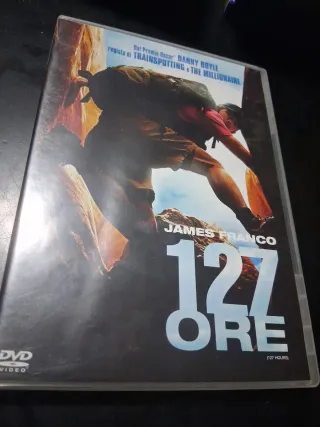 Dal Premio Oscar® DANNY BOYLE
regista di TRAINSPOTTING e THE MILLIONAIRE
JAMES FRANCO
127
ORE
(127 HOURS)
DVD
VIDEO